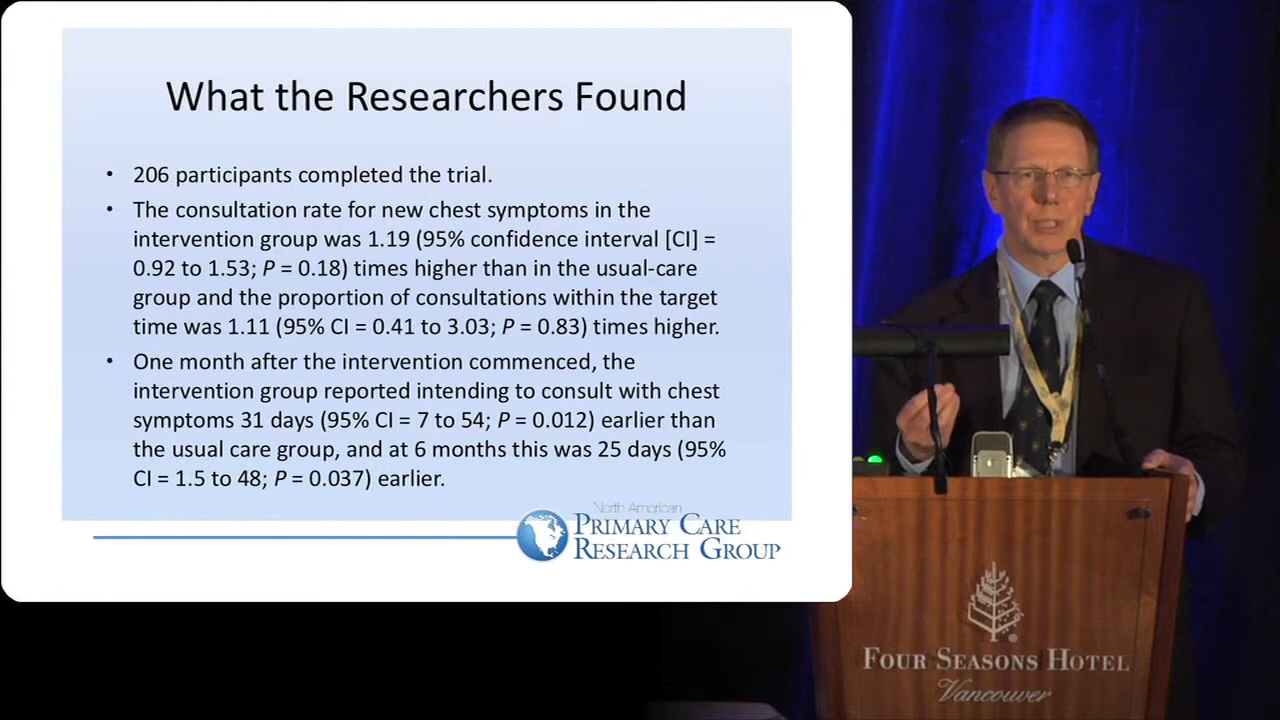 What the Researchers Found
• 206 participants completed the trial.
• The consultation rate for new chest symptoms in the
intervention group was 1.19 (95% confidence interval [CI] =
0.92 to 1.53; P = 0.18) times higher than in the usual-care
group and the proportion of consultations within the target
time was 1.11 (95% CI = 0.41 to 3.03; P = 0.83) times higher.
• One month after the intervention commenced, the
intervention group reported intending to consult with chest
symptoms 31 days (95% CI = 7 to 54; P = 0.012) earlier than
the usual care group, and at 6 months this was 25 days (95%
CI = 1.5 to 48; P = 0.037) earlier.
North American
PRIMARY CARE
RESEARCH GROUP
®
FOUR SEASONS HOTEL
Vancouver